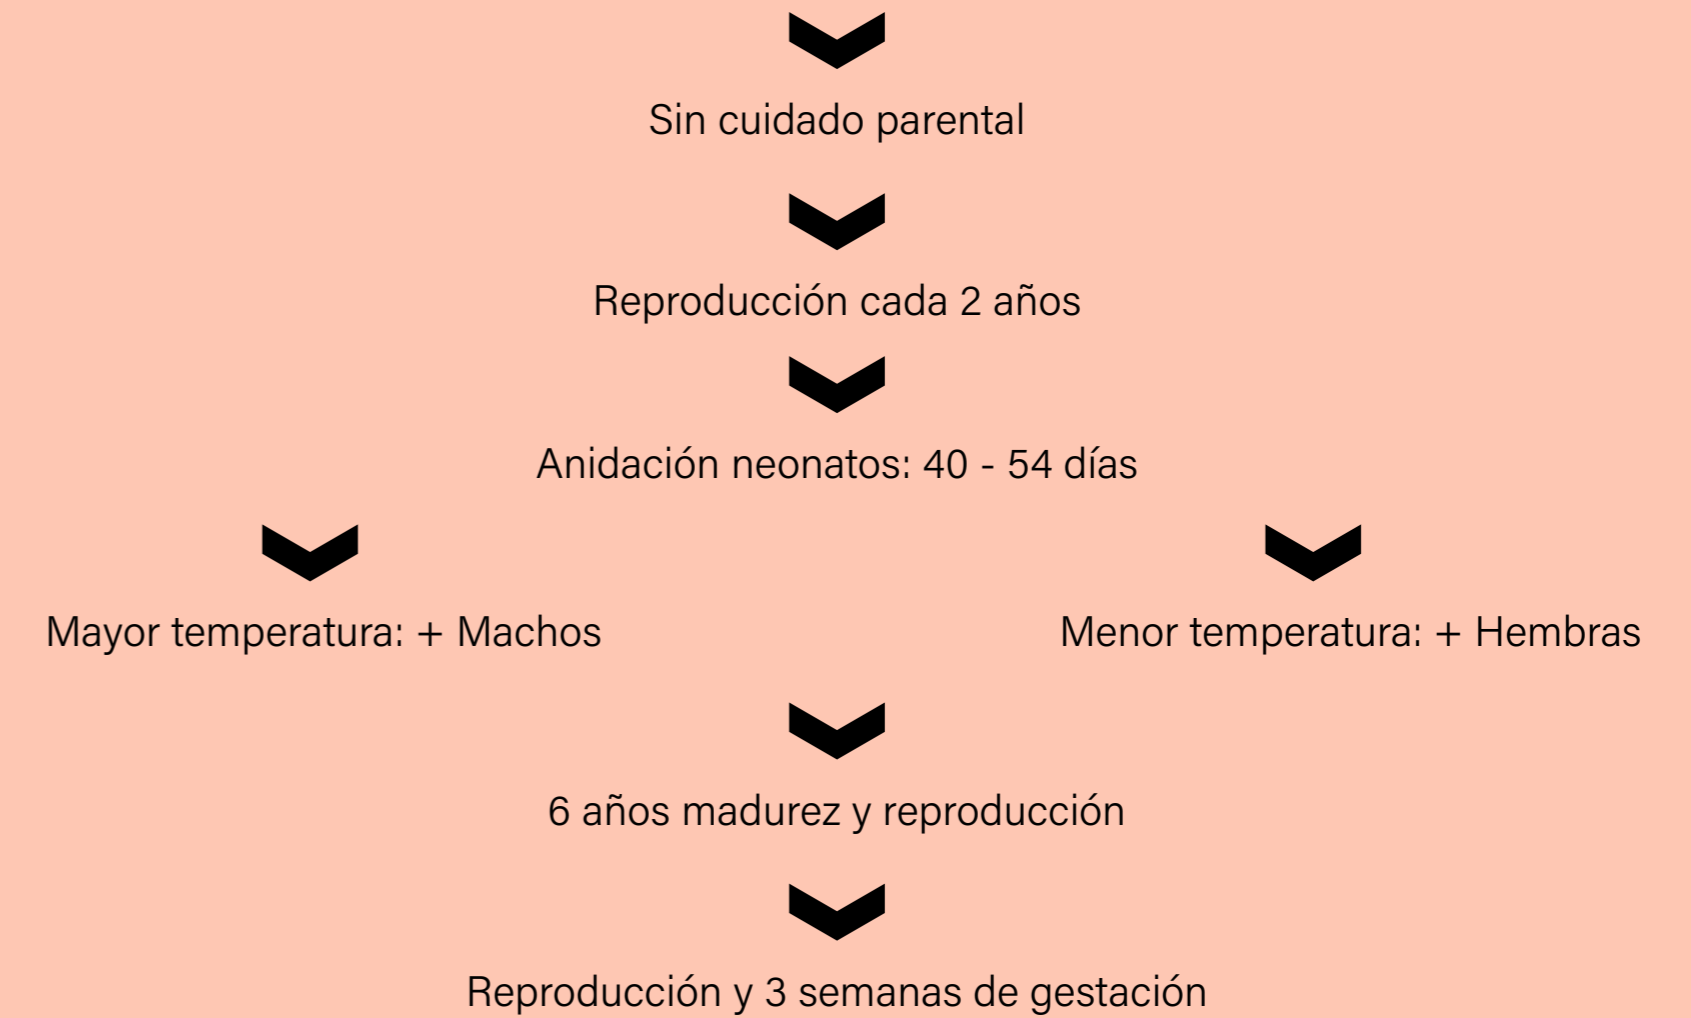 Sin cuidado parental
Reproducción cada 2 años
Anidación neonatos: 40 - 54 días
Mayor temperatura: + Machos
Menor temperatura: + Hembras
6 años madurez y reproducción
Reproducción y 3 semanas de gestación